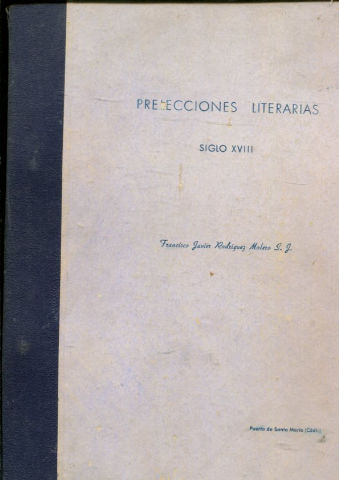 PRELECCIONES LITERARIAS
SIGLO XVIII
Francisco Javier Rodríguez Molero S. J.
Puerto de Santa María (Cádiz)